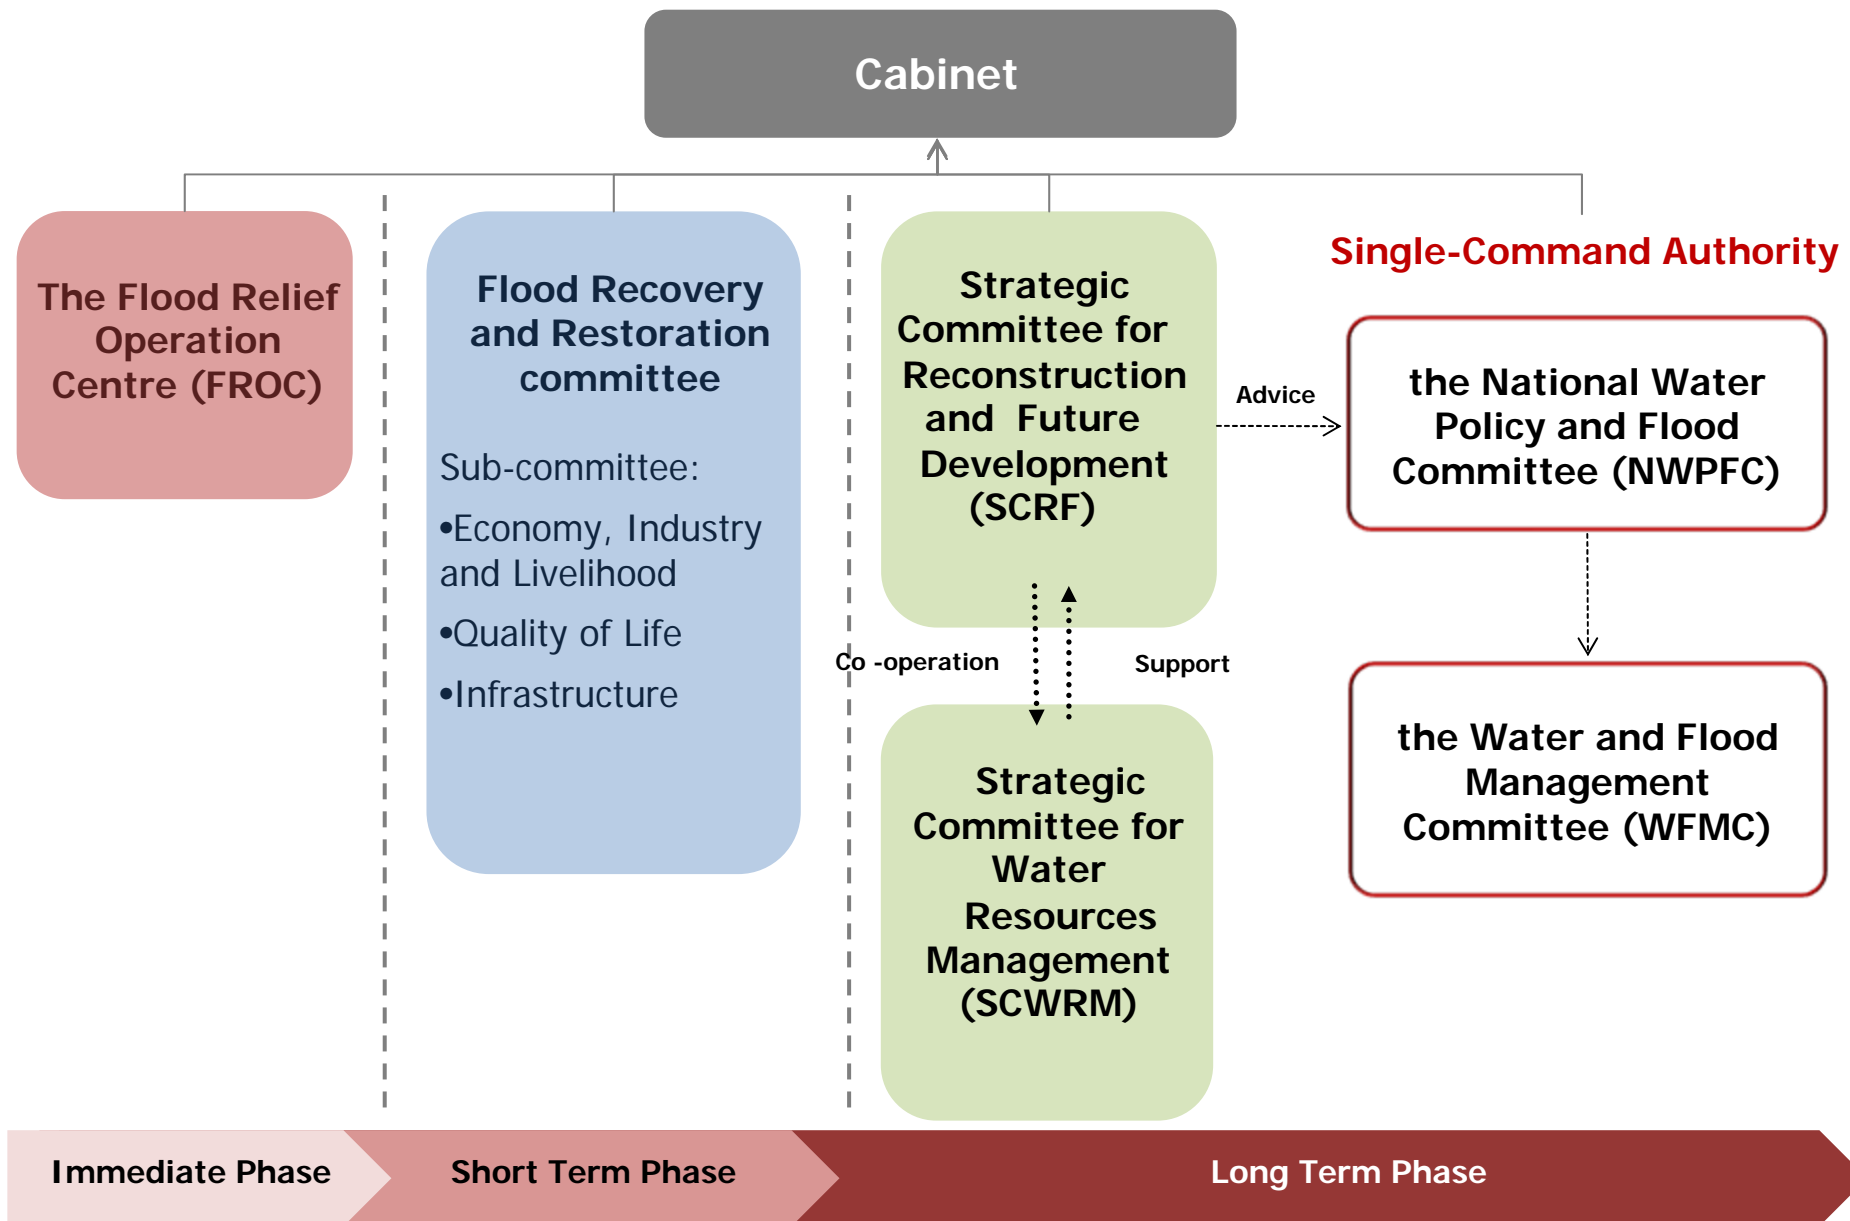 Cabinet
The Flood Relief
Operation
Centre (FROC)
Flood Recovery
and Restoration
committee
Sub-committee:
•Economy, Industry
and Livelihood
•Quality of Life
•Infrastructure
Strategic
Committee for
Reconstruction
and Future
Development
(SCRF)
Co -operation
Support
Strategic
Committee for
Water
Resources
Management
(SCWRM)
Advice
Single-Command Authority
the National Water
Policy and Flood
Committee (NWPFC)
the Water and Flood
Management
Committee (WFMC)
Immediate Phase
Short Term Phase
Long Term Phase